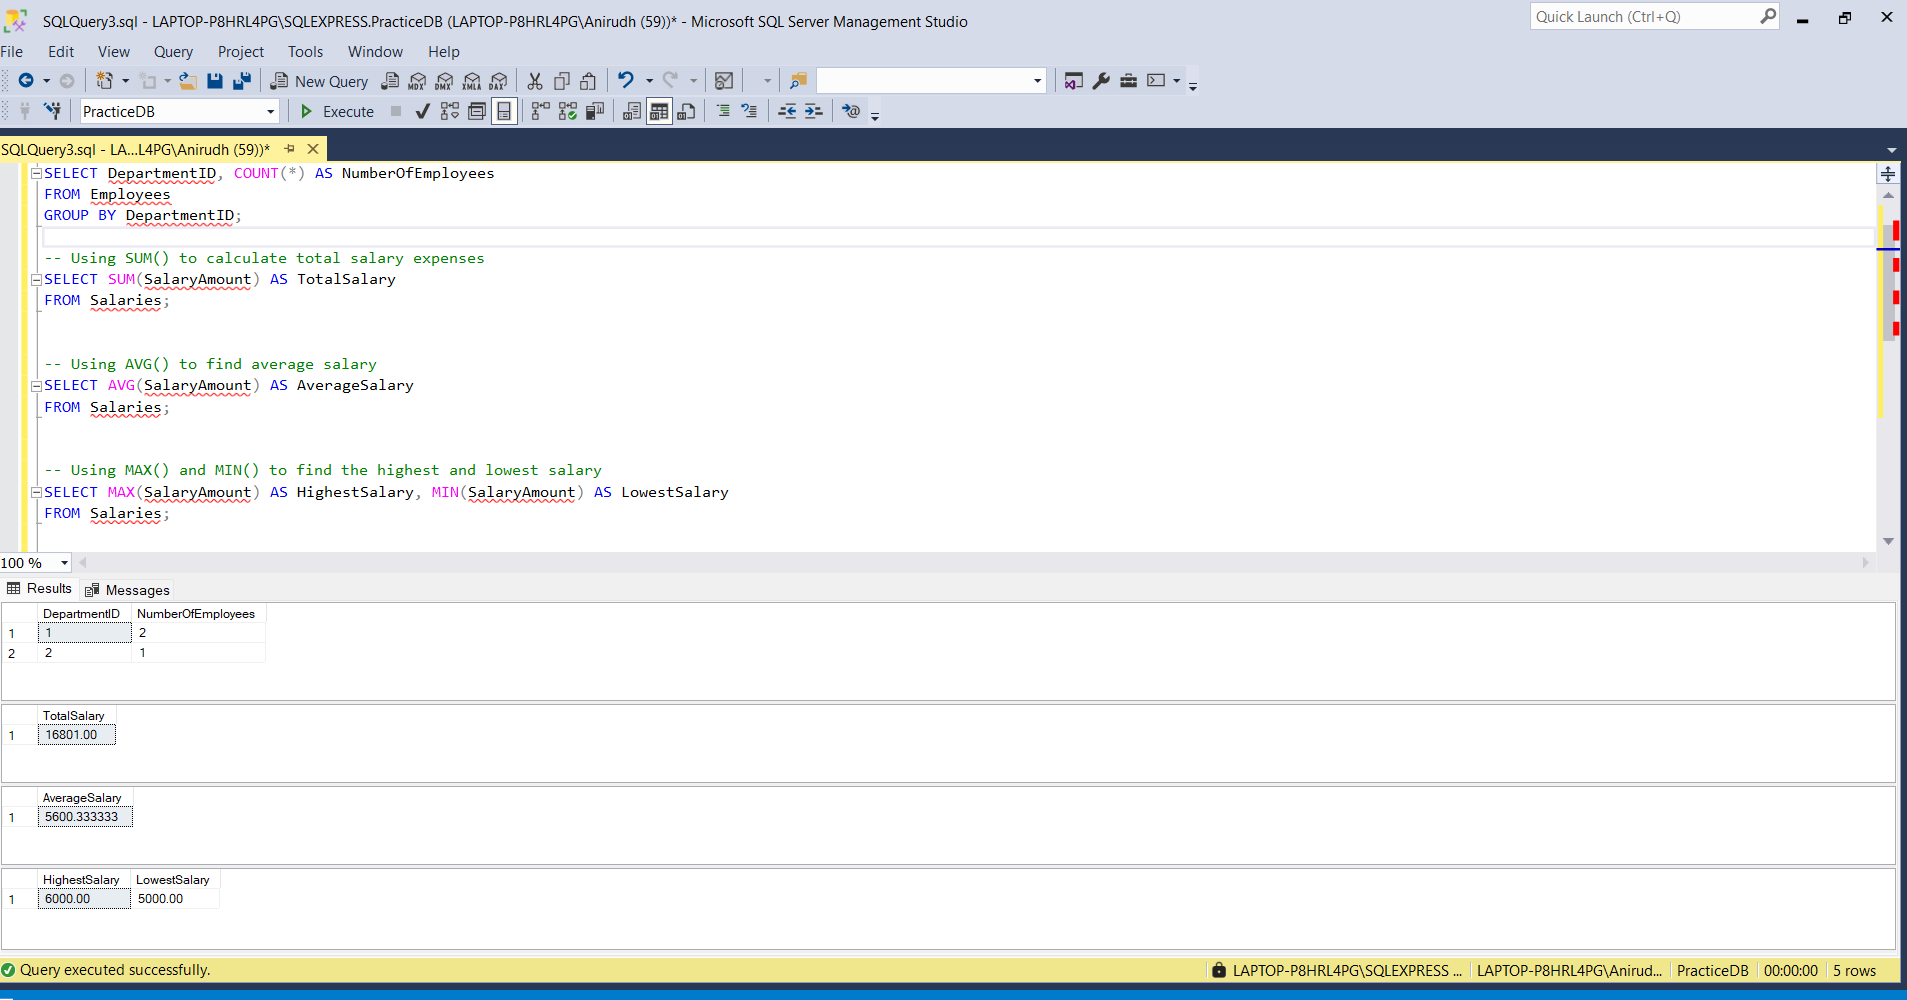 SQLQuery3.sql - LAPTOP-P8HRL4PG\SQLEXPRESS.PracticeDB (LAPTOP-P8HRL4PG\Anirudh (59))* - Microsoft SQL Server Management Studio
Quick Launch (Ctrl+Q)
File Edit View Query Project Tools Window Help
New Query MDX DMX XMLA DAX
PracticeDB Execute
SQLQuery3.sql - LA...L4PG\Anirudh (59))*
SELECT DepartmentID, COUNT(*) AS NumberOfEmployees
FROM Employees
GROUP BY DepartmentID;
-- Using SUM() to calculate total salary expenses
SELECT SUM(SalaryAmount) AS TotalSalary
FROM Salaries;
-- Using AVG() to find average salary
SELECT AVG(SalaryAmount) AS AverageSalary
FROM Salaries;
-- Using MAX() and MIN() to find the highest and lowest salary
SELECT MAX(SalaryAmount) AS HighestSalary, MIN(SalaryAmount) AS LowestSalary
FROM Salaries;
100 %
Results Messages
DepartmentID NumberOfEmployees
1 1 2
2 2 1
TotalSalary
1 16801.00
AverageSalary
1 5600.333333
HighestSalary LowestSalary
1 6000.00 5000.00
Query executed successfully. LAPTOP-P8HRL4PG\SQLEXPRESS ... LAPTOP-P8HRL4PG\Anirud... PracticeDB 00:00:00 5 rows